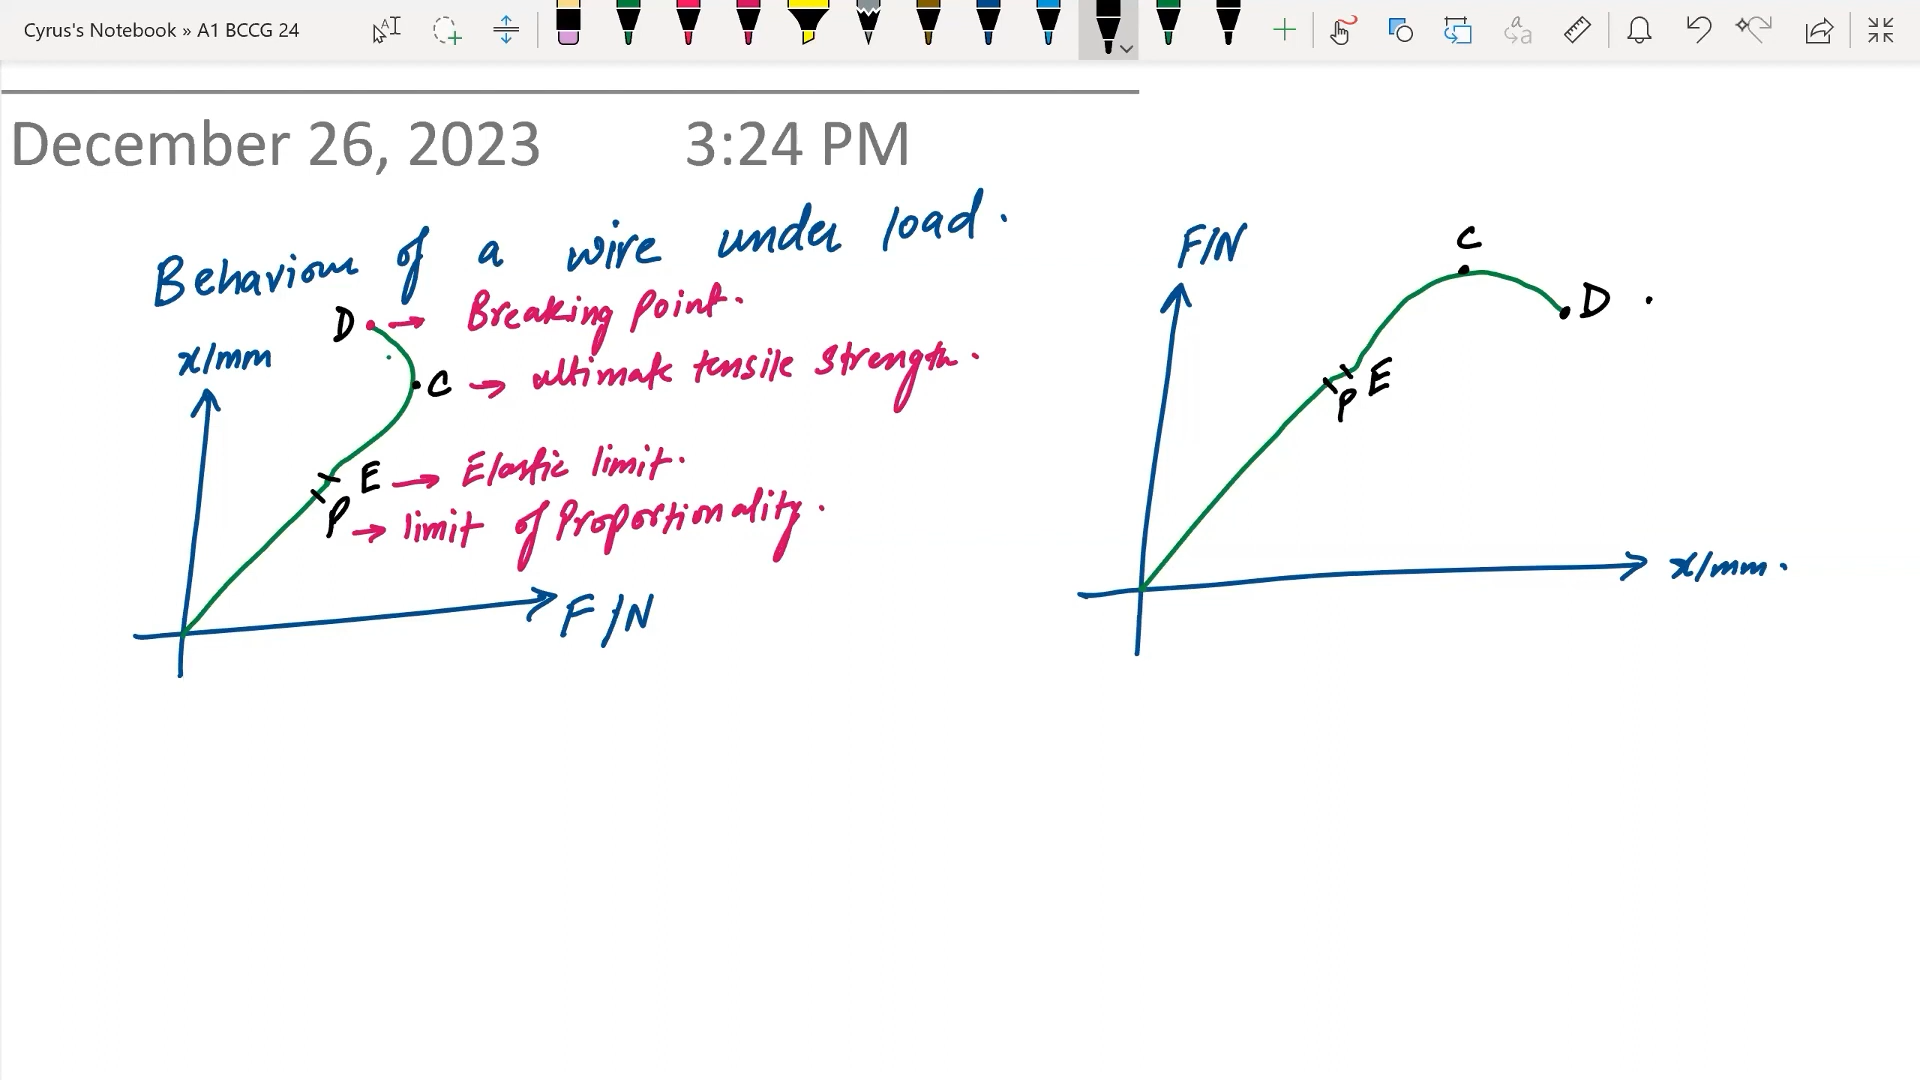 Cyrus's Notebook » A1 BCCG 24
December 26, 2023 3:24 PM
Behaviour of a wire under load.
D → Breaking Point.
x/mm
C → ultimate tensile strength.
E → Elastic limit.
P → limit of Proportionality.
F/N
F/N
C
D .
E
P
x/mm.